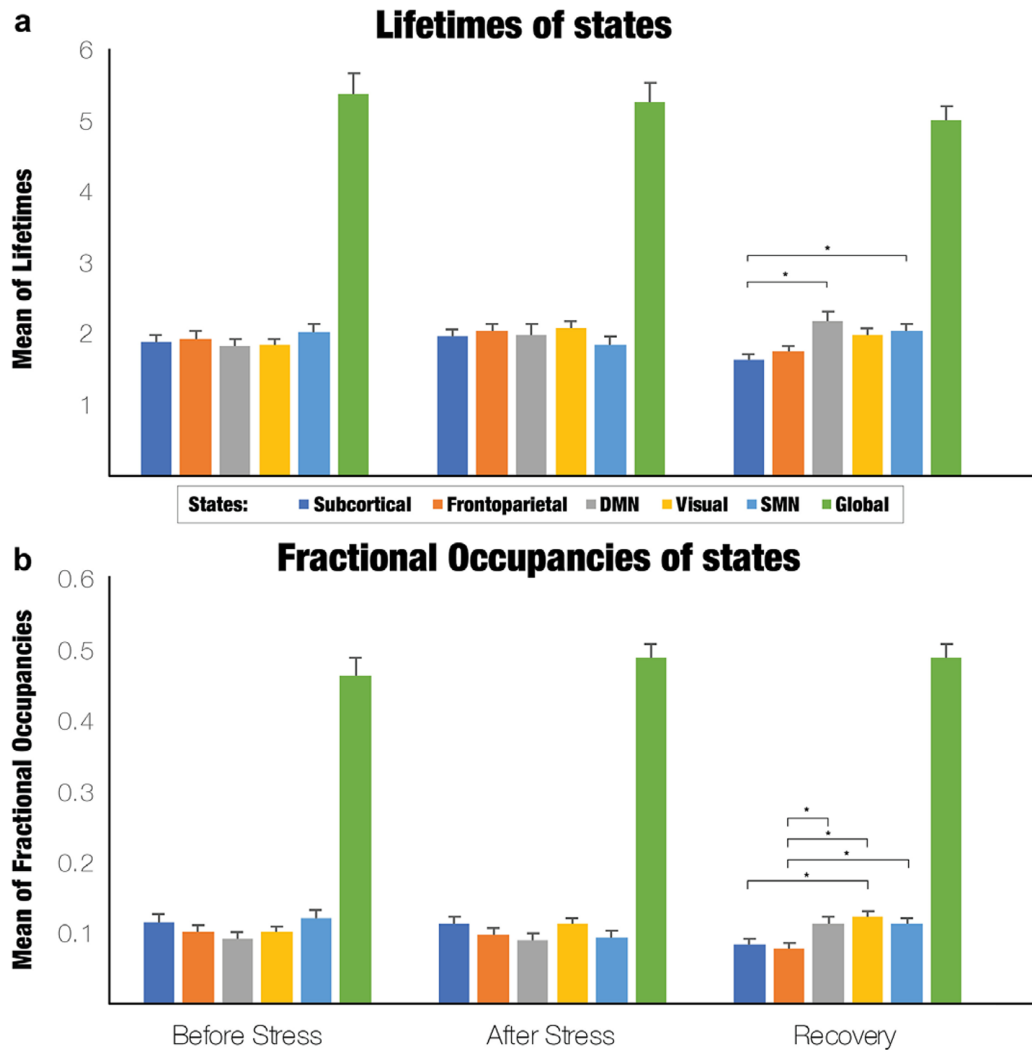 a
Lifetimes of states
6
5
4
3
2
1
Mean of Lifetimes
*
*
States: Subcortical Frontoparietal DMN Visual SMN Global
b
Fractional Occupancies of states
0.6
0.5
0.4
0.3
0.2
0.1
Mean of Fractional Occupancies
*
*
*
*
Before Stress After Stress Recovery